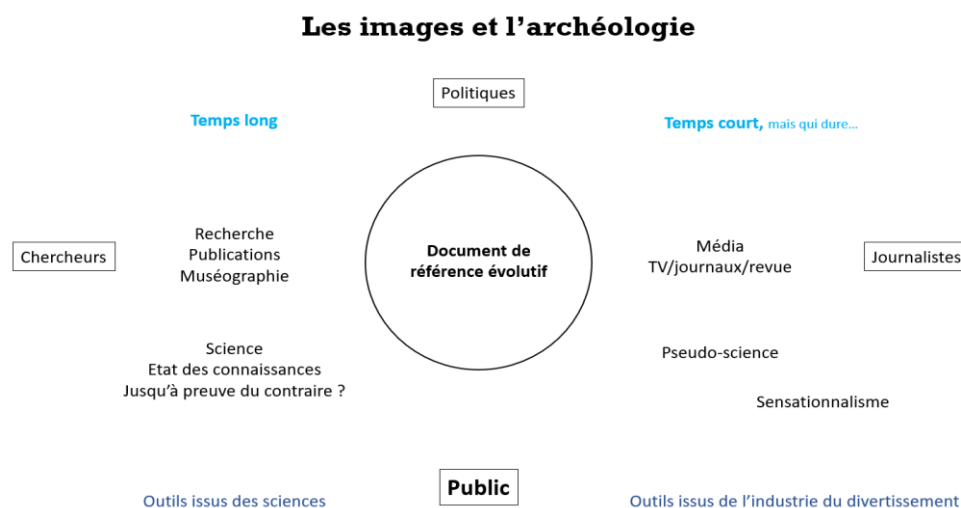 Les images et l’archéologie
Politiques
Temps long
Temps court, mais qui dure…
Recherche
Publications
Muséographie
Chercheurs
Document de
référence évolutif
Média
TV/journaux/revue
Journalistes
Science
Etat des connaissances
Jusqu’à preuve du contraire ?
Pseudo-science
Sensationnalisme
Public
Outils issus des sciences
Outils issus de l’industrie du divertissement